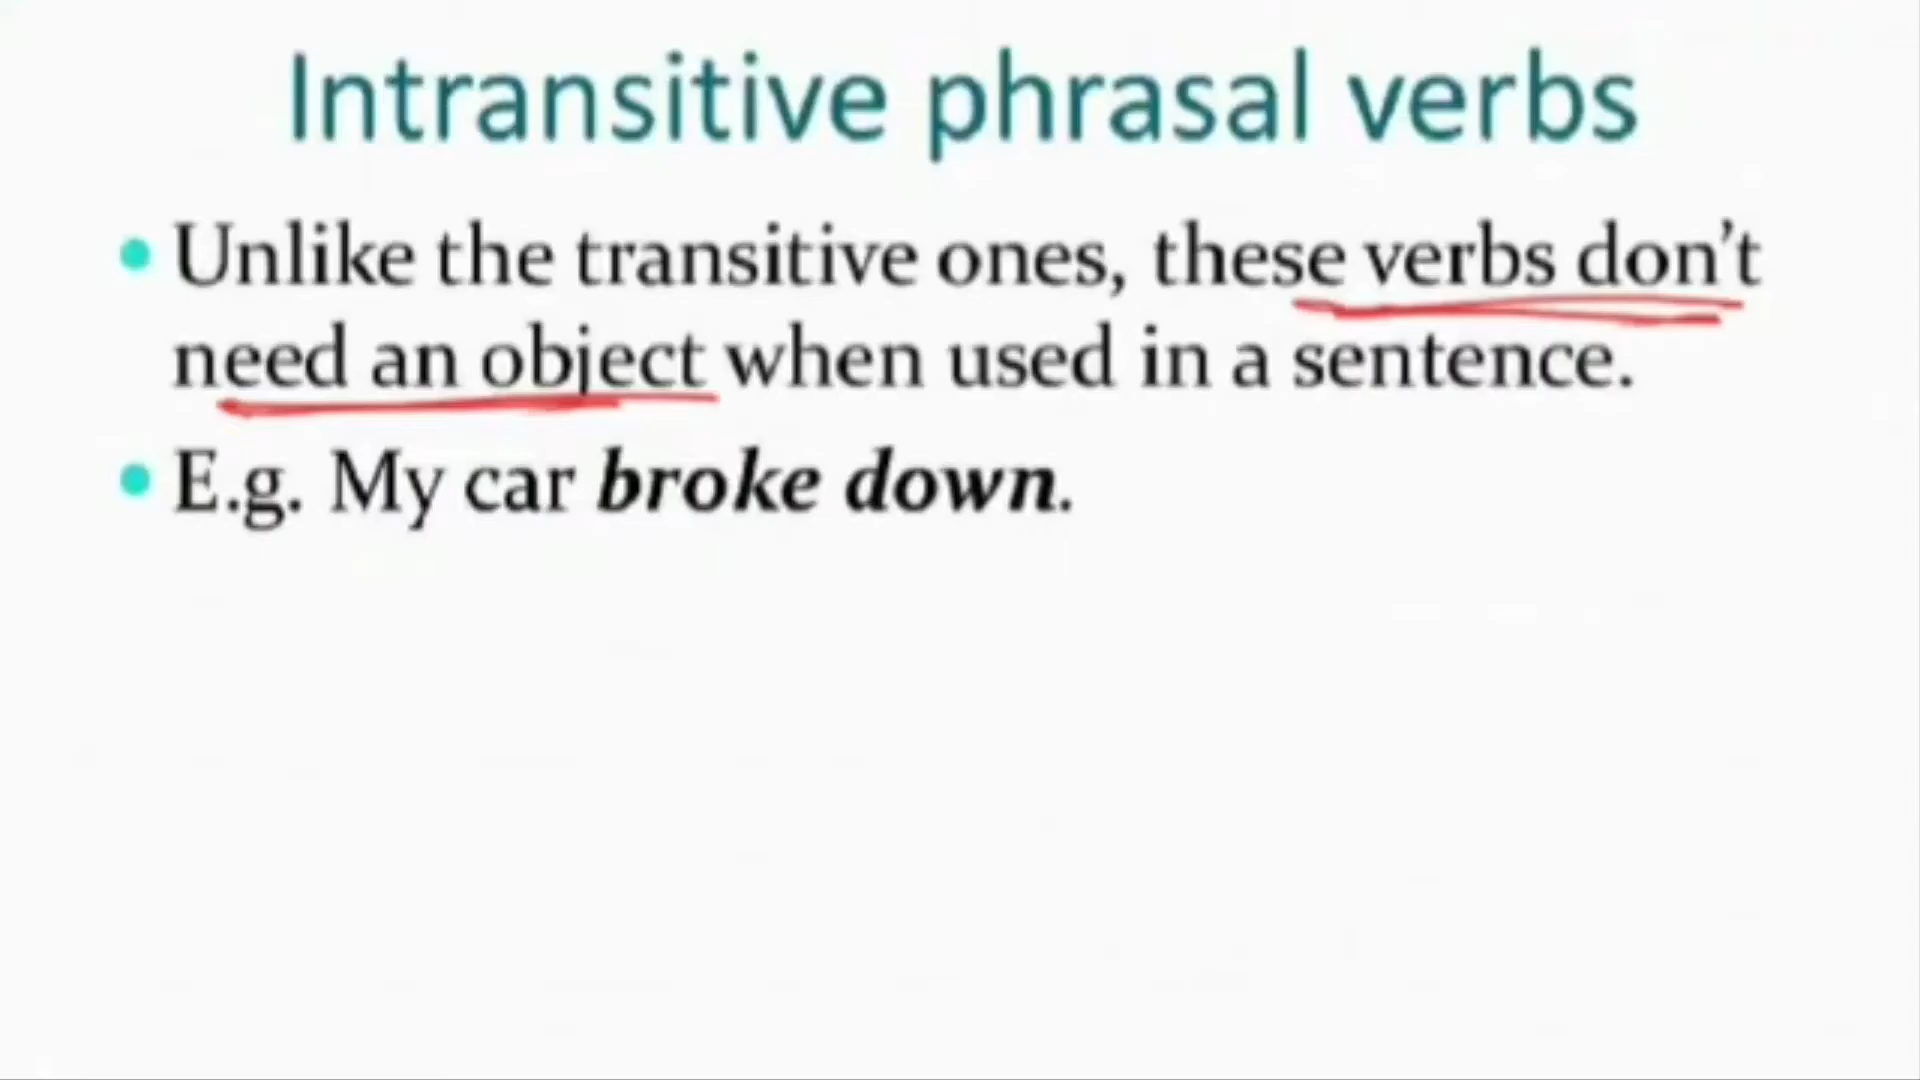 Intransitive phrasal verbs
• Unlike the transitive ones, these verbs don’t
need an object when used in a sentence.
• E.g. My car broke down.